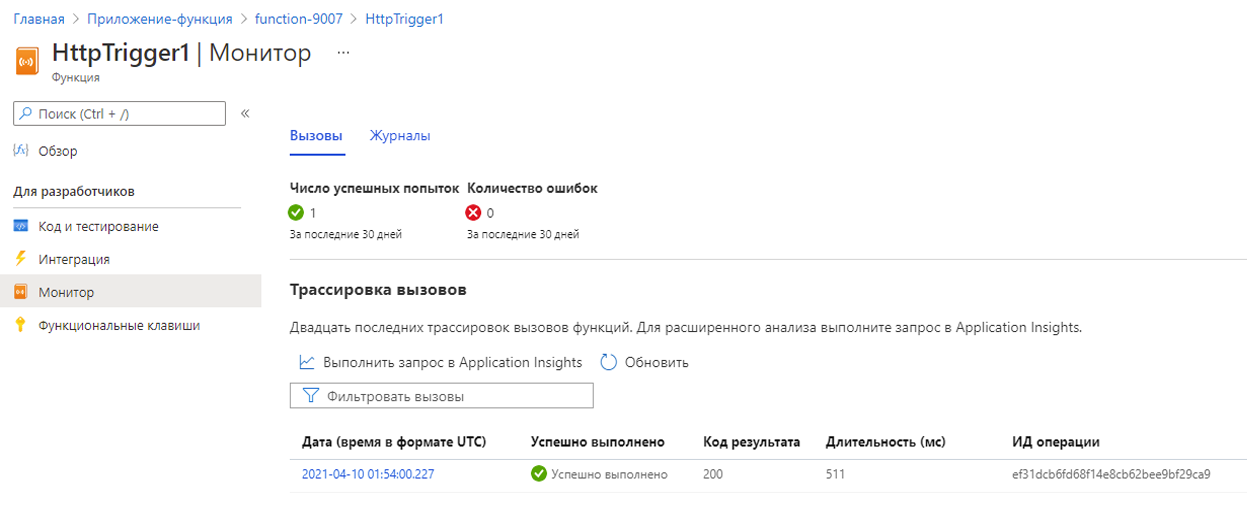 Главная > Приложение-функция > function-9007 > HttpTrigger1
HttpTrigger1 | Монитор ...
Функция
Поиск (Ctrl + /) «
Обзор
Для разработчиков
Код и тестирование
Интеграция
Монитор
Функциональные клавиши
Вызовы Журналы
Число успешных попыток Количество ошибок
1 0
За последние 30 дней За последние 30 дней
Трассировка вызовов
Двадцать последних трассировок вызовов функций. Для расширенного анализа выполните запрос в Application Insights.
Выполнить запрос в Application Insights Обновить
Фильтровать вызовы
Дата (время в формате UTC) Успешно выполнено Код результата Длительность (мс) ИД операции
2021-04-10 01:54:00.227 Успешно выполнено 200 511 ef31dcb6fd68f14e8cb62bee9bf29ca9